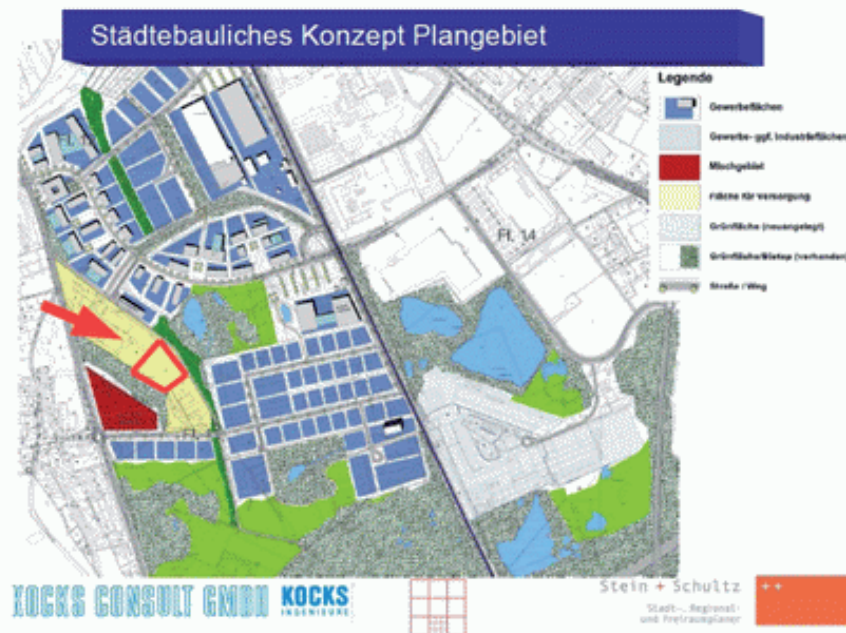 Städtebauliches Konzept Plangebiet
Legende
Gewerbeflächen
Gewerbe- ggf. Industrieflächen
Mischgebiet
Fläche für Versorgung
Grünfläche (neuangelegt)
Grünfläche/Biotop (vorhanden)
Straße / Weg
Fl. 14
KOCKS CONSULT GMBH
KOCKS
INGENIEURE
Stein + Schultz
Stadt-, Regional-
und Freiraumplaner
++